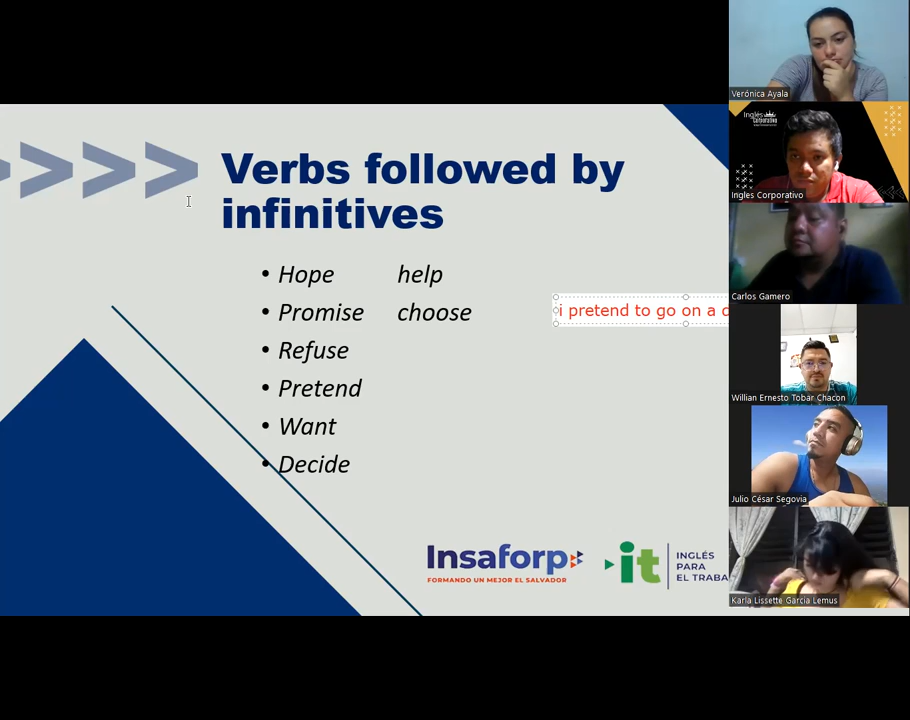 Verbs followed by
infinitives
• Hope help
• Promise choose
• Refuse
• Pretend
• Want
• Decide
i pretend to go on a d
Insaforp
FORMANDO UN MEJOR EL SALVADOR
it
INGLÉS
PARA
EL TRABA
Verónica Ayala
Inglés
Corporativo
Ingles Corporativo
Carlos Gamero
Willian Ernesto Tobar Chacon
Julio César Segovia
Karla Lissette García Lemus